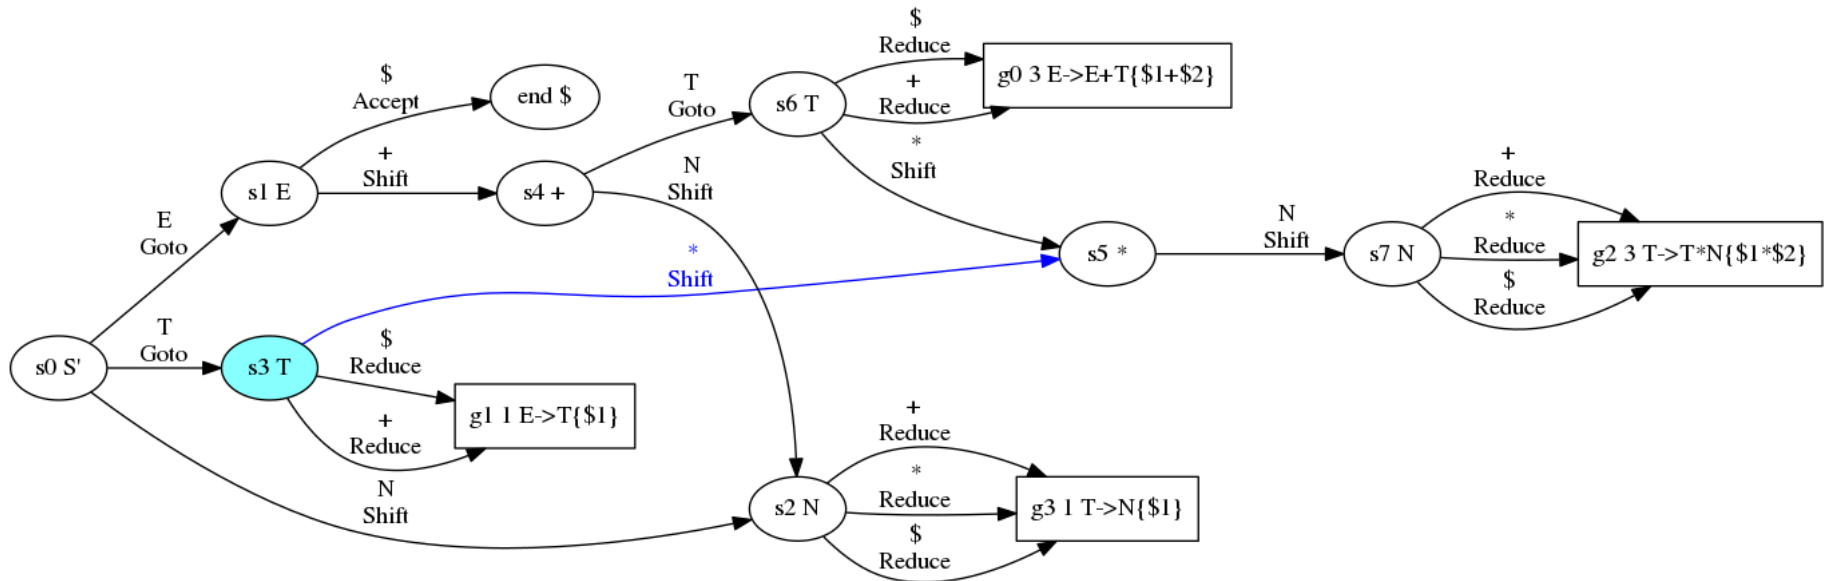 $
Reduce
g0 3 E->E+T{$1+$2}
+
Reduce
$
Accept
end $
T
Goto
s6 T
*
Shift
+
Shift
s1 E
s4 +
N
Shift
+
Reduce
E
Goto
*
Shift
s5 *
N
Shift
s7 N
*
Reduce
g2 3 T->T*N{$1*$2}
$
Reduce
T
Goto
s0 S'
s3 T
$
Reduce
g1 1 E->T{$1}
+
Reduce
N
Shift
+
Reduce
s2 N
*
Reduce
g3 1 T->N{$1}
$
Reduce